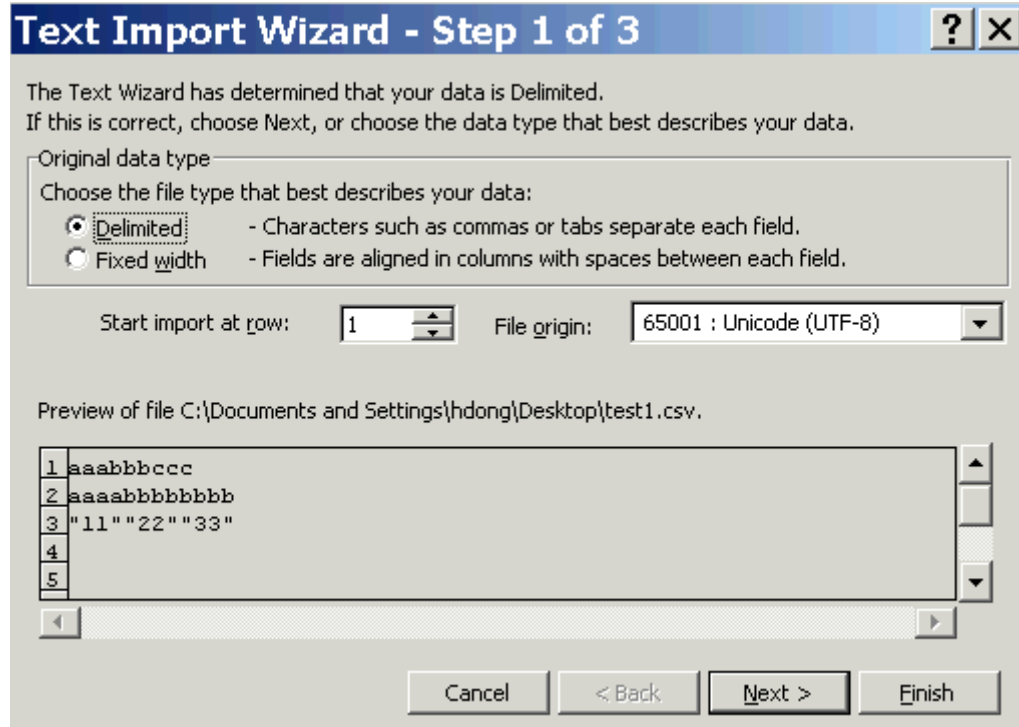 Text Import Wizard - Step 1 of 3
The Text Wizard has determined that your data is Delimited.
If this is correct, choose Next, or choose the data type that best describes your data.
Original data type
Choose the file type that best describes your data:
Delimited - Characters such as commas or tabs separate each field.
Fixed width - Fields are aligned in columns with spaces between each field.
Start import at row: 1 File origin: 65001 : Unicode (UTF-8)
Preview of file C:\Documents and Settings\hdong\Desktop\test1.csv.
1 aaabbbccc
2 aaaabbbbbbbbb
3 "11""22""33"
4
5
Cancel < Back Next > Finish